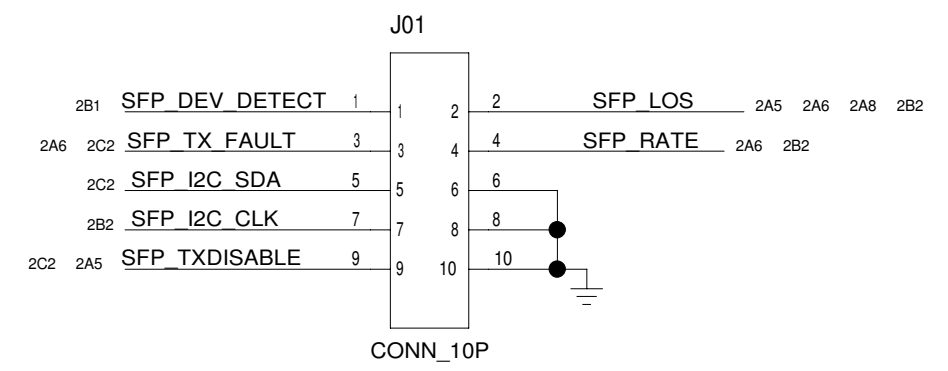 J01
2B1 SFP_DEV_DETECT 1 1 2 2 SFP_LOS 2A5 2A6 2A8 2B2
2A6 2C2 SFP_TX_FAULT 3 3 4 4 SFP_RATE 2A6 2B2
2C2 SFP_I2C_SDA 5 5 6 6
2B2 SFP_I2C_CLK 7 7 8 8
2C2 2A5 SFP_TXDISABLE 9 9 10 10
CONN_10P